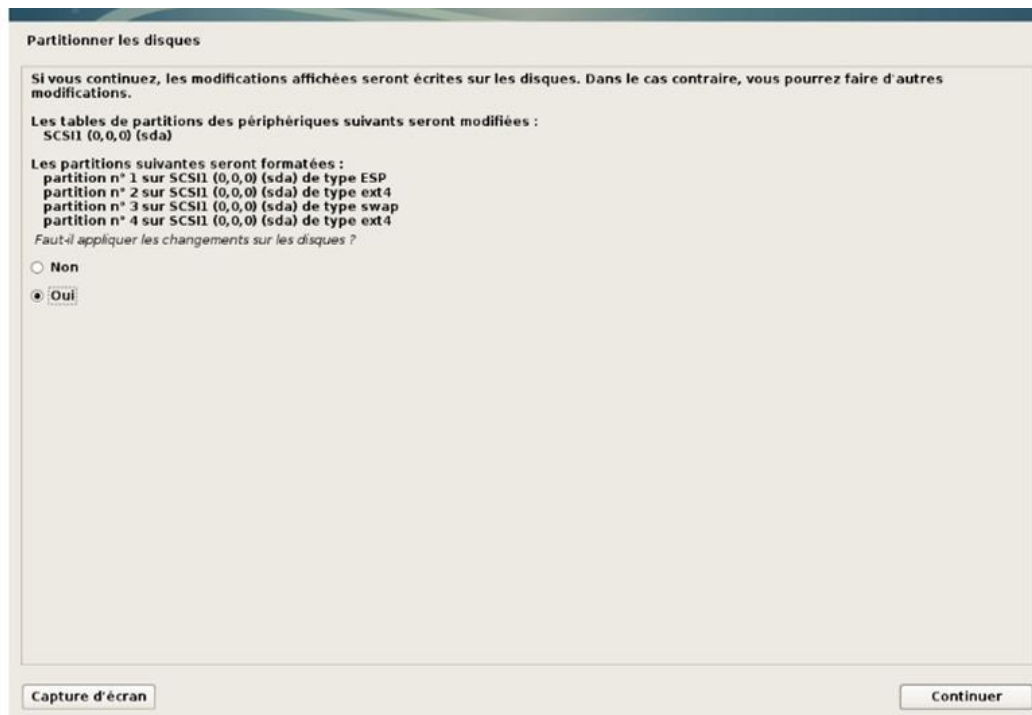 Partitionner les disques
Si vous continuez, les modifications affichées seront écrites sur les disques. Dans le cas contraire, vous pourrez faire d'autres
modifications.
Les tables de partitions des périphériques suivants seront modifiées :
SCSI1 (0,0,0) (sda)
Les partitions suivantes seront formatées :
partition n° 1 sur SCSI1 (0,0,0) (sda) de type ESP
partition n° 2 sur SCSI1 (0,0,0) (sda) de type ext4
partition n° 3 sur SCSI1 (0,0,0) (sda) de type swap
partition n° 4 sur SCSI1 (0,0,0) (sda) de type ext4
Faut-il appliquer les changements sur les disques ?
Non
Oui
Capture d'écran
Continuer